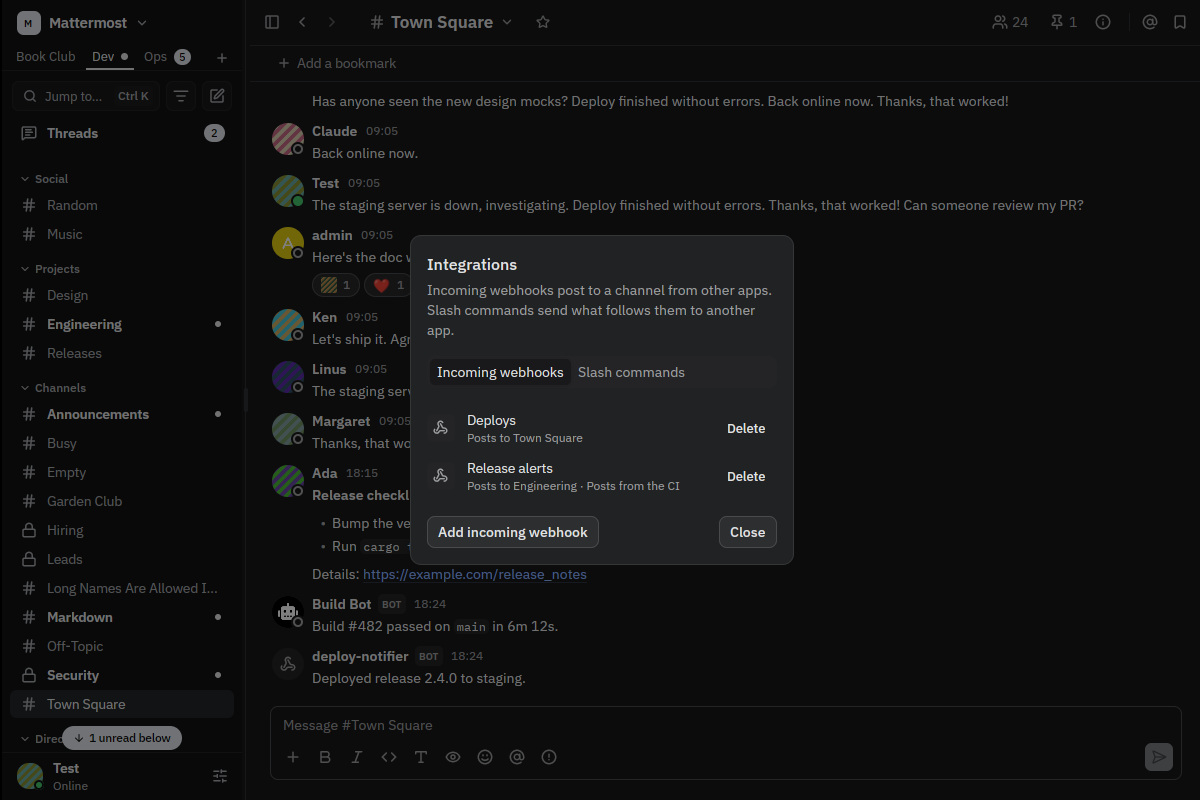 M Mattermost
Book Club Dev Ops 5
Jump to... Ctrl K
Threads 2
Social
# Random
# Music
Projects
# Design
# Engineering
# Releases
Channels
# Announcements
# Busy
# Empty
# Garden Club
Hiring
Leads
# Long Names Are Allowed I...
# Markdown
# Off-Topic
Security
# Town Square
1 unread below
Test
Online
# Town Square 24 1
Add a bookmark
Has anyone seen the new design mocks? Deploy finished without errors. Back online now. Thanks, that worked!
Claude 09:05
Back online now.
Test 09:05
The staging server is down, investigating. Deploy finished without errors. Thanks, that worked! Can someone review my PR?
A admin 09:05
Here's the doc
1 ❤️ 1
Ken 09:05
Let's ship it.
Linus 09:05
The staging
Margaret 09:05
Thanks, that
Ada 18:15
Release
• Bump the
• Run cargo
Details: https://example.com/release_notes
Build Bot BOT 18:24
Build #482 passed on main in 6m 12s.
deploy-notifier BOT 18:24
Deployed release 2.4.0 to staging.
Message #Town Square
Integrations
Incoming webhooks post to a channel from other apps.
Slash commands send what follows them to another
app.
Incoming webhooks Slash commands
Deploys
Posts to Town Square
Delete
Release alerts
Posts to Engineering · Posts from the CI
Delete
Add incoming webhook Close